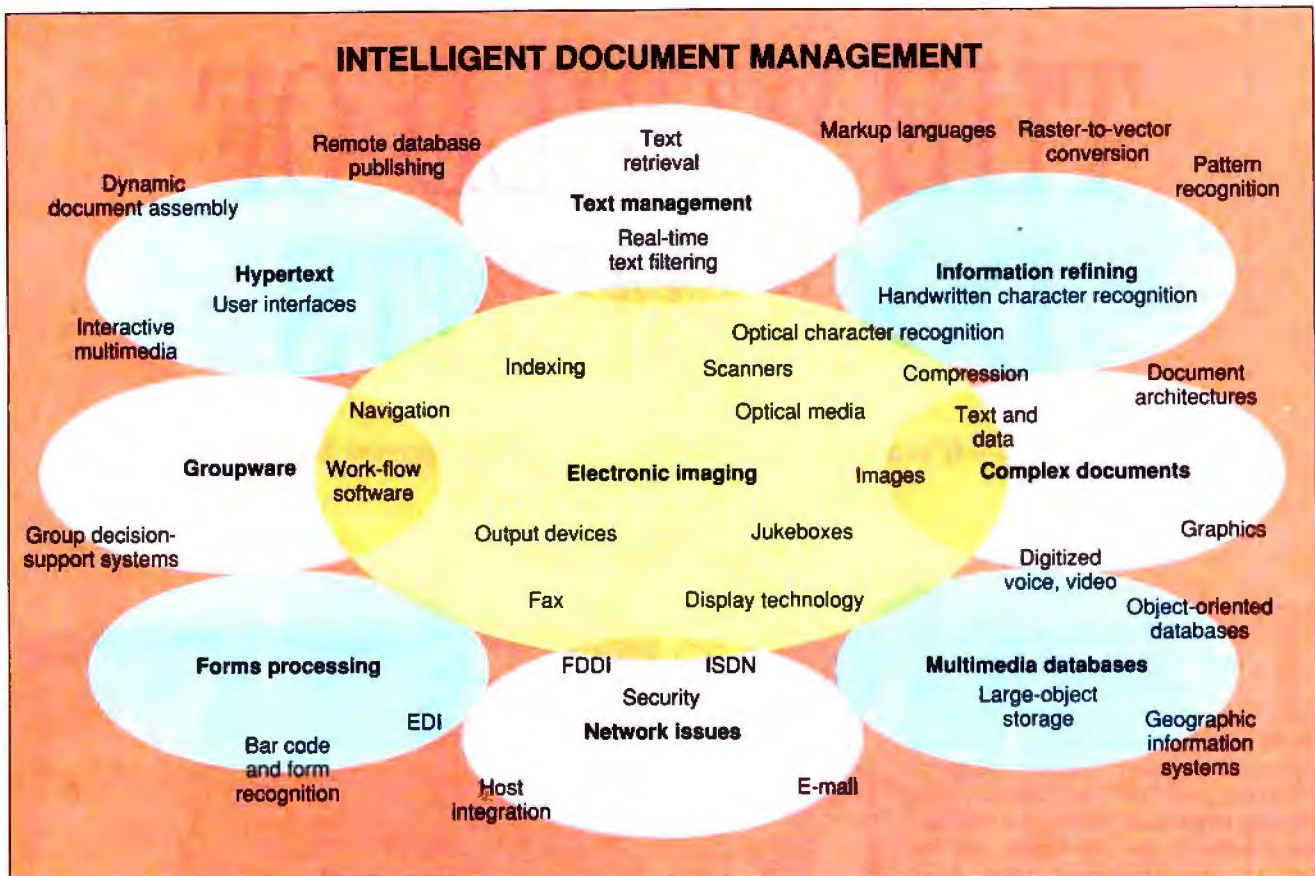 INTELLIGENT DOCUMENT MANAGEMENT
Remote database
publishing
Text
retrieval
Markup languages
Raster-to-vector
conversion
Pattern
recognition
Dynamic
document assembly
Text management
Real-time
text filtering
Hypertext
User interfaces
Information refining
Handwritten character recognition
Interactive
multimedia
Optical character recognition
Indexing
Scanners
Compression
Document
architectures
Navigation
Optical media
Text and
data
Groupware
Work-flow
software
Electronic imaging
Images
Complex documents
Group decision-
support systems
Output devices
Jukeboxes
Graphics
Digitized
voice, video
Fax
Display technology
Object-oriented
databases
Forms processing
FDDI
ISDN
Multimedia databases
Security
Large-object
storage
Network issues
EDI
Geographic
information
systems
Bar code
and form
recognition
Host
integration
E-mail